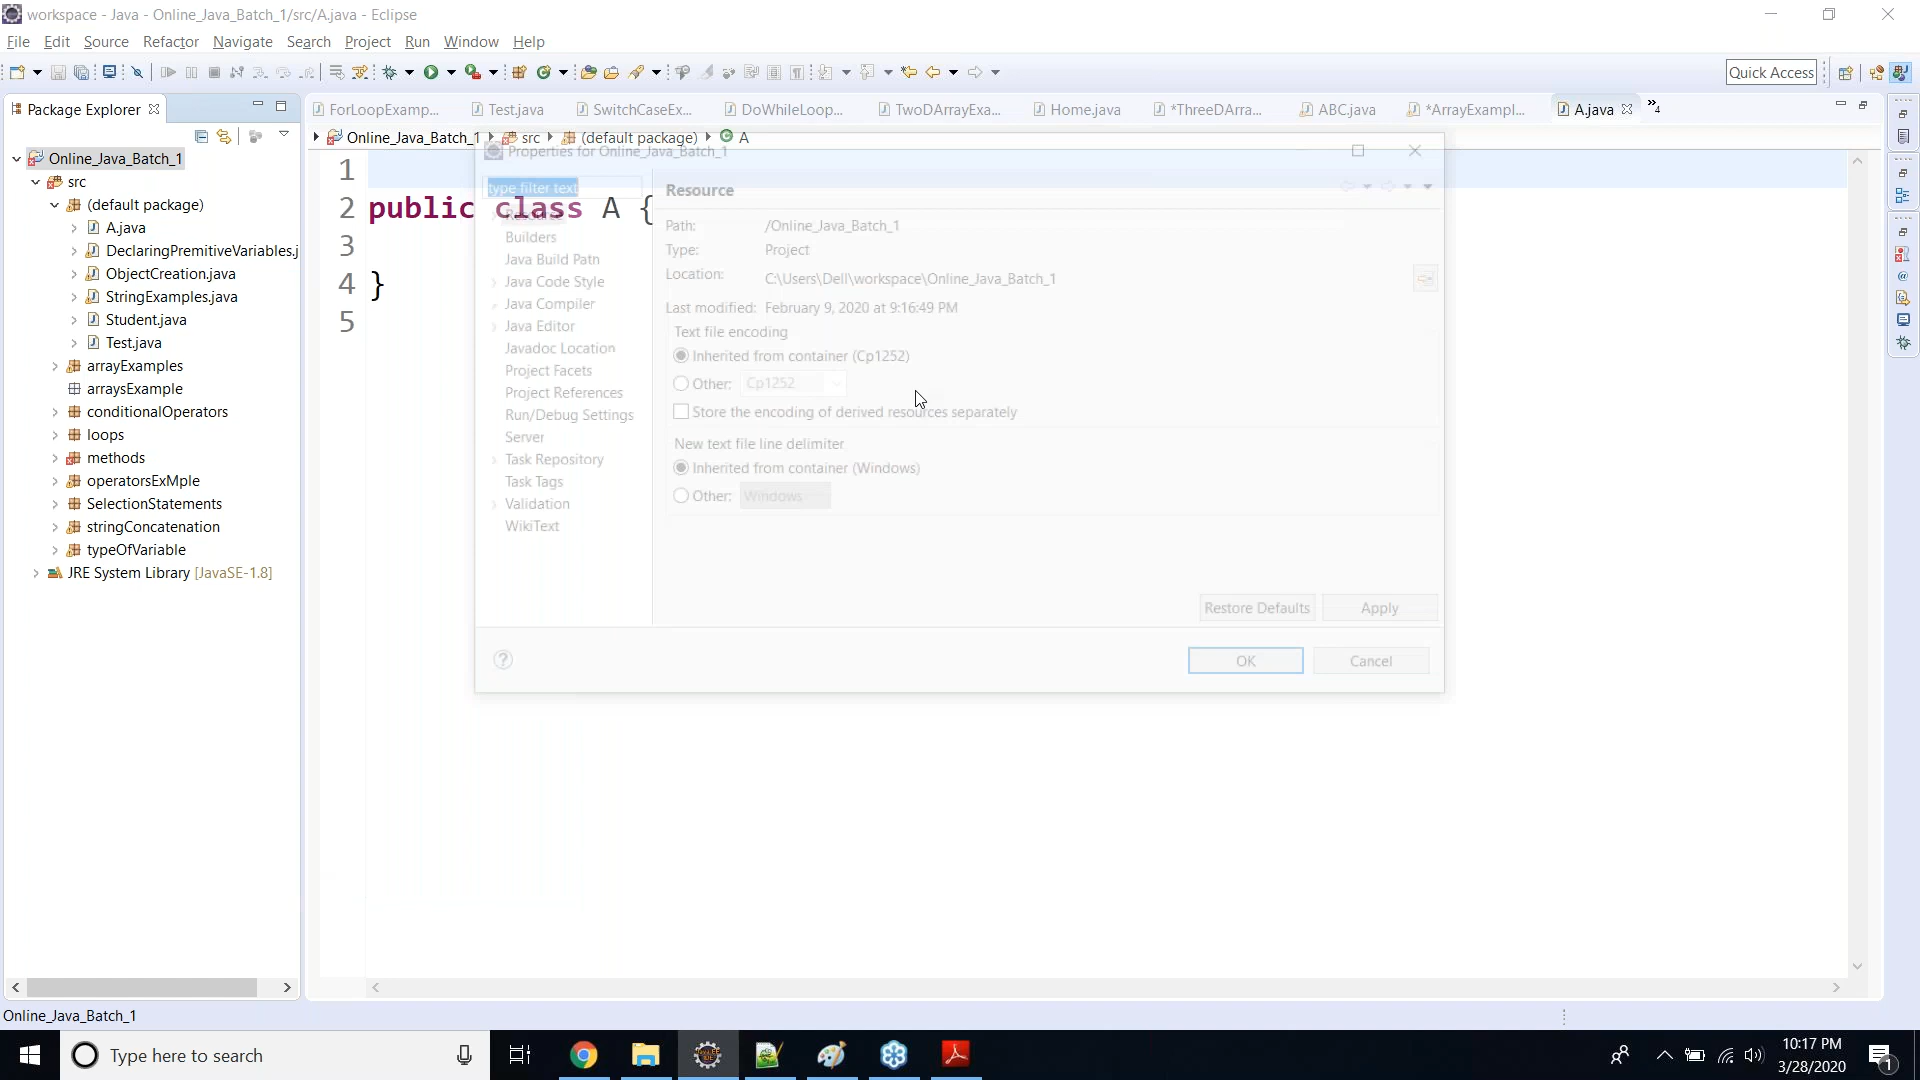 workspace - Java - Online_Java_Batch_1/src/A.java - Eclipse
File Edit Source Refactor Navigate Search Project Run Window Help
Quick Access
Package Explorer
ForLoopExamp... Test.java SwitchCaseEx... DoWhileLoop... TwoDArrayExa... Home.java *ThreeDArra... ABC.java *ArrayExampl... A.java »4
Online_Java_Batch_1 src (default package) A
Online_Java_Batch_1
src
(default package)
A.java
DeclaringPremitiveVariables.j
ObjectCreation.java
StringExamples.java
Student.java
Test.java
arrayExamples
arraysExample
conditionalOperators
loops
methods
operatorsExMple
SelectionStatements
stringConcatenation
typeOfVariable
JRE System Library [JavaSE-1.8]
1
2 public class A {
3
4 }
5
Properties for Online_Java_Batch_1
type filter text
Resource
Builders
Java Build Path
Java Code Style
Java Compiler
Java Editor
Javadoc Location
Project Facets
Project References
Run/Debug Settings
Server
Task Repository
Task Tags
Validation
WikiText
Resource
Path: /Online_Java_Batch_1
Type: Project
Location: C:\Users\Dell\workspace\Online_Java_Batch_1
Last modified: February 9, 2020 at 9:16:49 PM
Text file encoding
Inherited from container (Cp1252)
Other: Cp1252
Store the encoding of derived resources separately
New text file line delimiter
Inherited from container (Windows)
Other: Windows
Restore Defaults Apply
OK Cancel
Online_Java_Batch_1
Type here to search
10:17 PM
3/28/2020
1